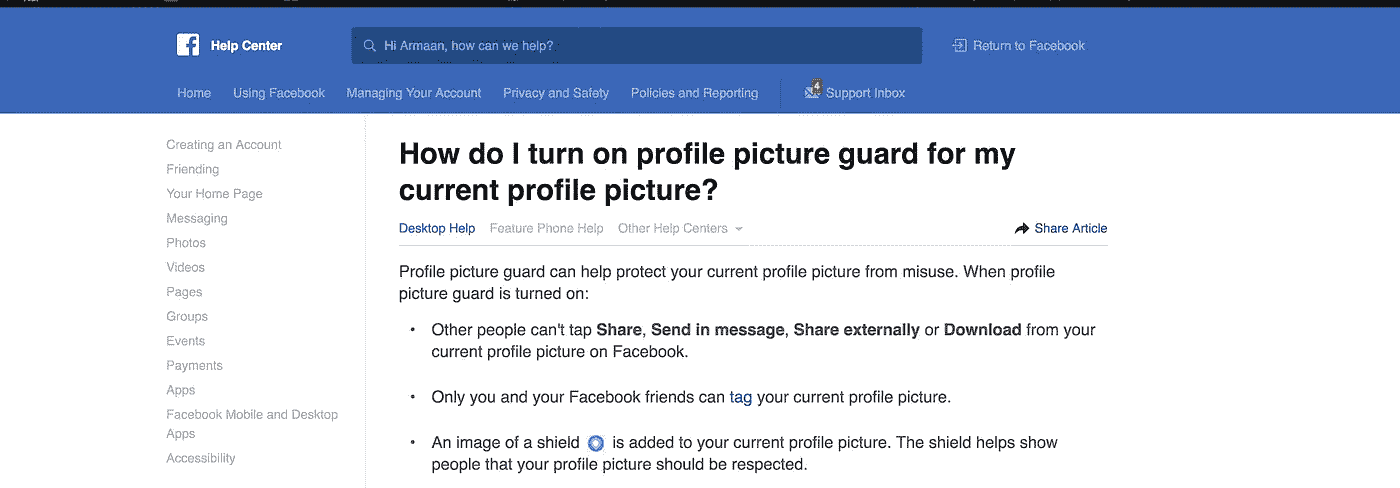 Help Center
Hi Armaan, how can we help?
Return to Facebook
Home
Using Facebook
Managing Your Account
Privacy and Safety
Policies and Reporting
4
Support Inbox
Creating an Account
Friending
Your Home Page
Messaging
Photos
Videos
Pages
Groups
Events
Payments
Apps
Facebook Mobile and Desktop
Apps
Accessibility
How do I turn on profile picture guard for my
current profile picture?
Desktop Help
Feature Phone Help
Other Help Centers
Share Article
Profile picture guard can help protect your current profile picture from misuse. When profile
picture guard is turned on:
• Other people can't tap Share, Send in message, Share externally or Download from your
current profile picture on Facebook.
• Only you and your Facebook friends can tag your current profile picture.
• An image of a shield is added to your current profile picture. The shield helps show
people that your profile picture should be respected.